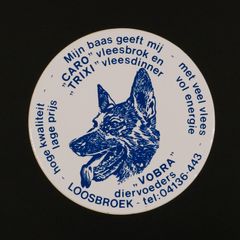 Mijn baas geeft mij
„CARO" vleesbrok en
„TRIXI" vleesdinner
- met veel vlees
vol energie -
- hoge kwaliteit -
lage prijs
„VOBRA"
diervoeders
LOOSBROEK - tel: 04136-443 -